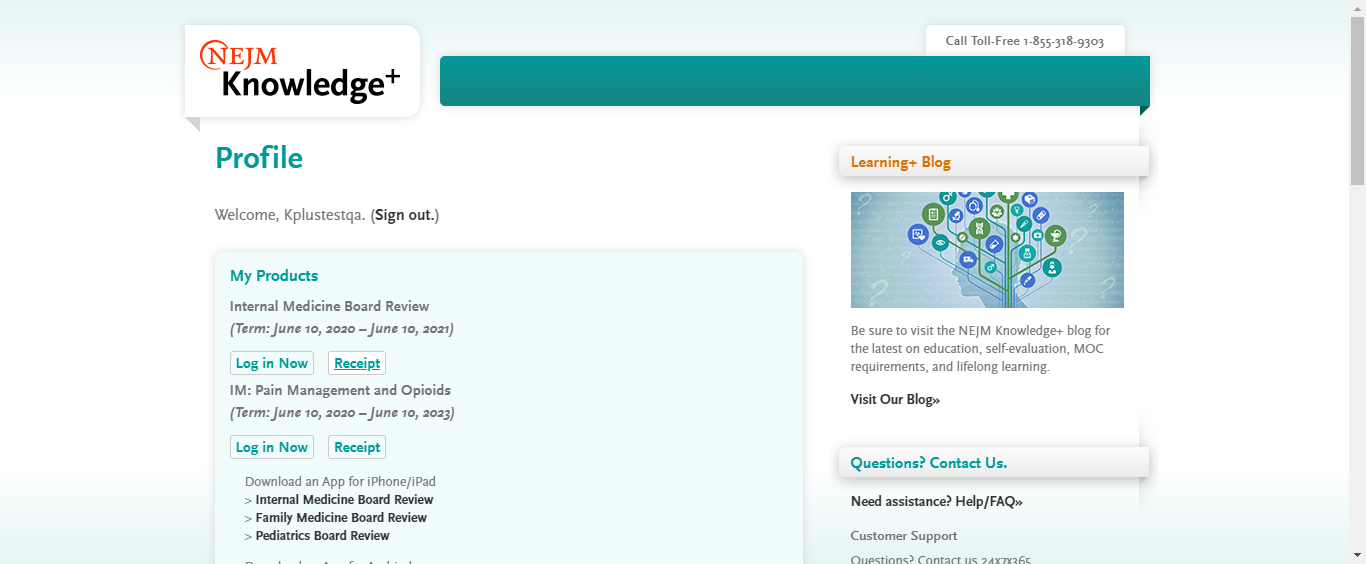 NEJM
Knowledge+
Call Toll-Free 1-855-318-9303
Profile
Welcome, Kplustestqa. (Sign out.)
My Products
Internal Medicine Board Review
(Term: June 10, 2020 – June 10, 2021)
Log in Now Receipt
IM: Pain Management and Opioids
(Term: June 10, 2020 – June 10, 2023)
Log in Now Receipt
Download an App for iPhone/iPad
> Internal Medicine Board Review
> Family Medicine Board Review
> Pediatrics Board Review
Learning+ Blog
Be sure to visit the NEJM Knowledge+ blog for
the latest on education, self-evaluation, MOC
requirements, and lifelong learning.
Visit Our Blog»
Questions? Contact Us.
Need assistance? Help/FAQ»
Customer Support
Questions? Contact us 24x7x365